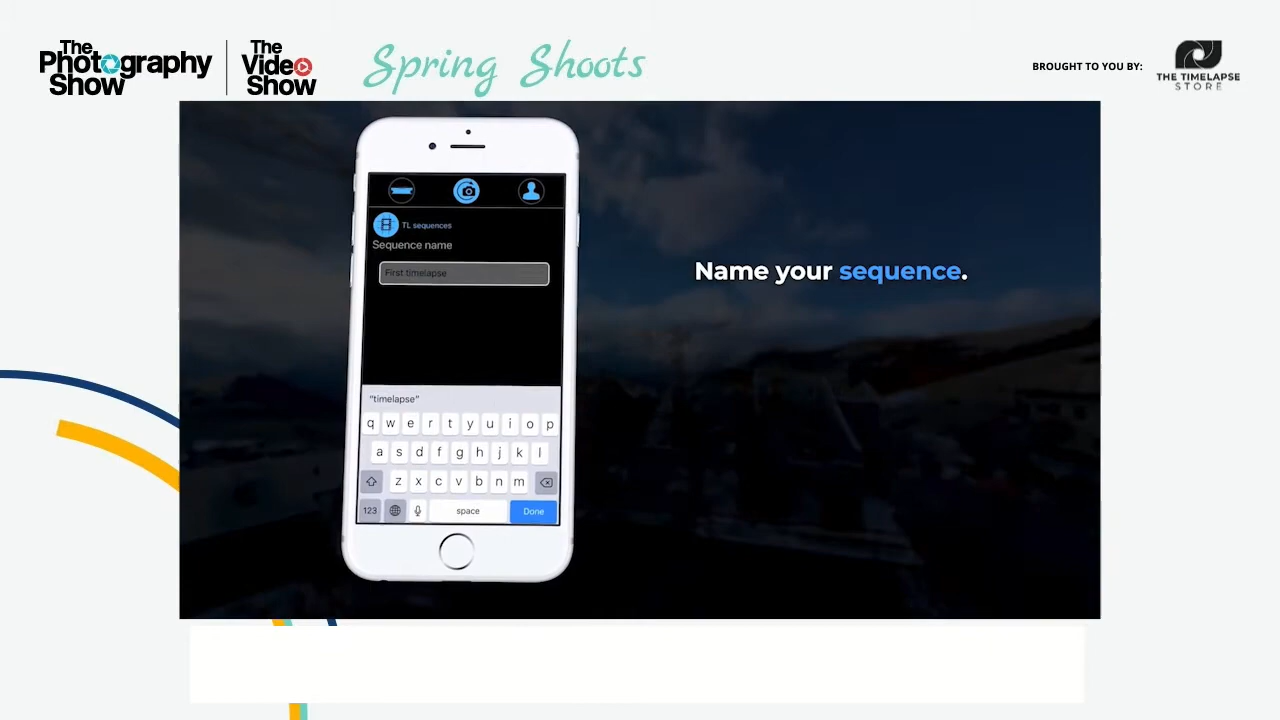 The Photography Show
The Video Show
Spring Shoots
BROUGHT TO YOU BY:
THE TIMELAPSE
STORE
TL sequences
Sequence name
First timelapse
Name your sequence.
"timelapse"
q w e r t y u i o p
a s d f g h j k l
z x c v b n m
123 space Done